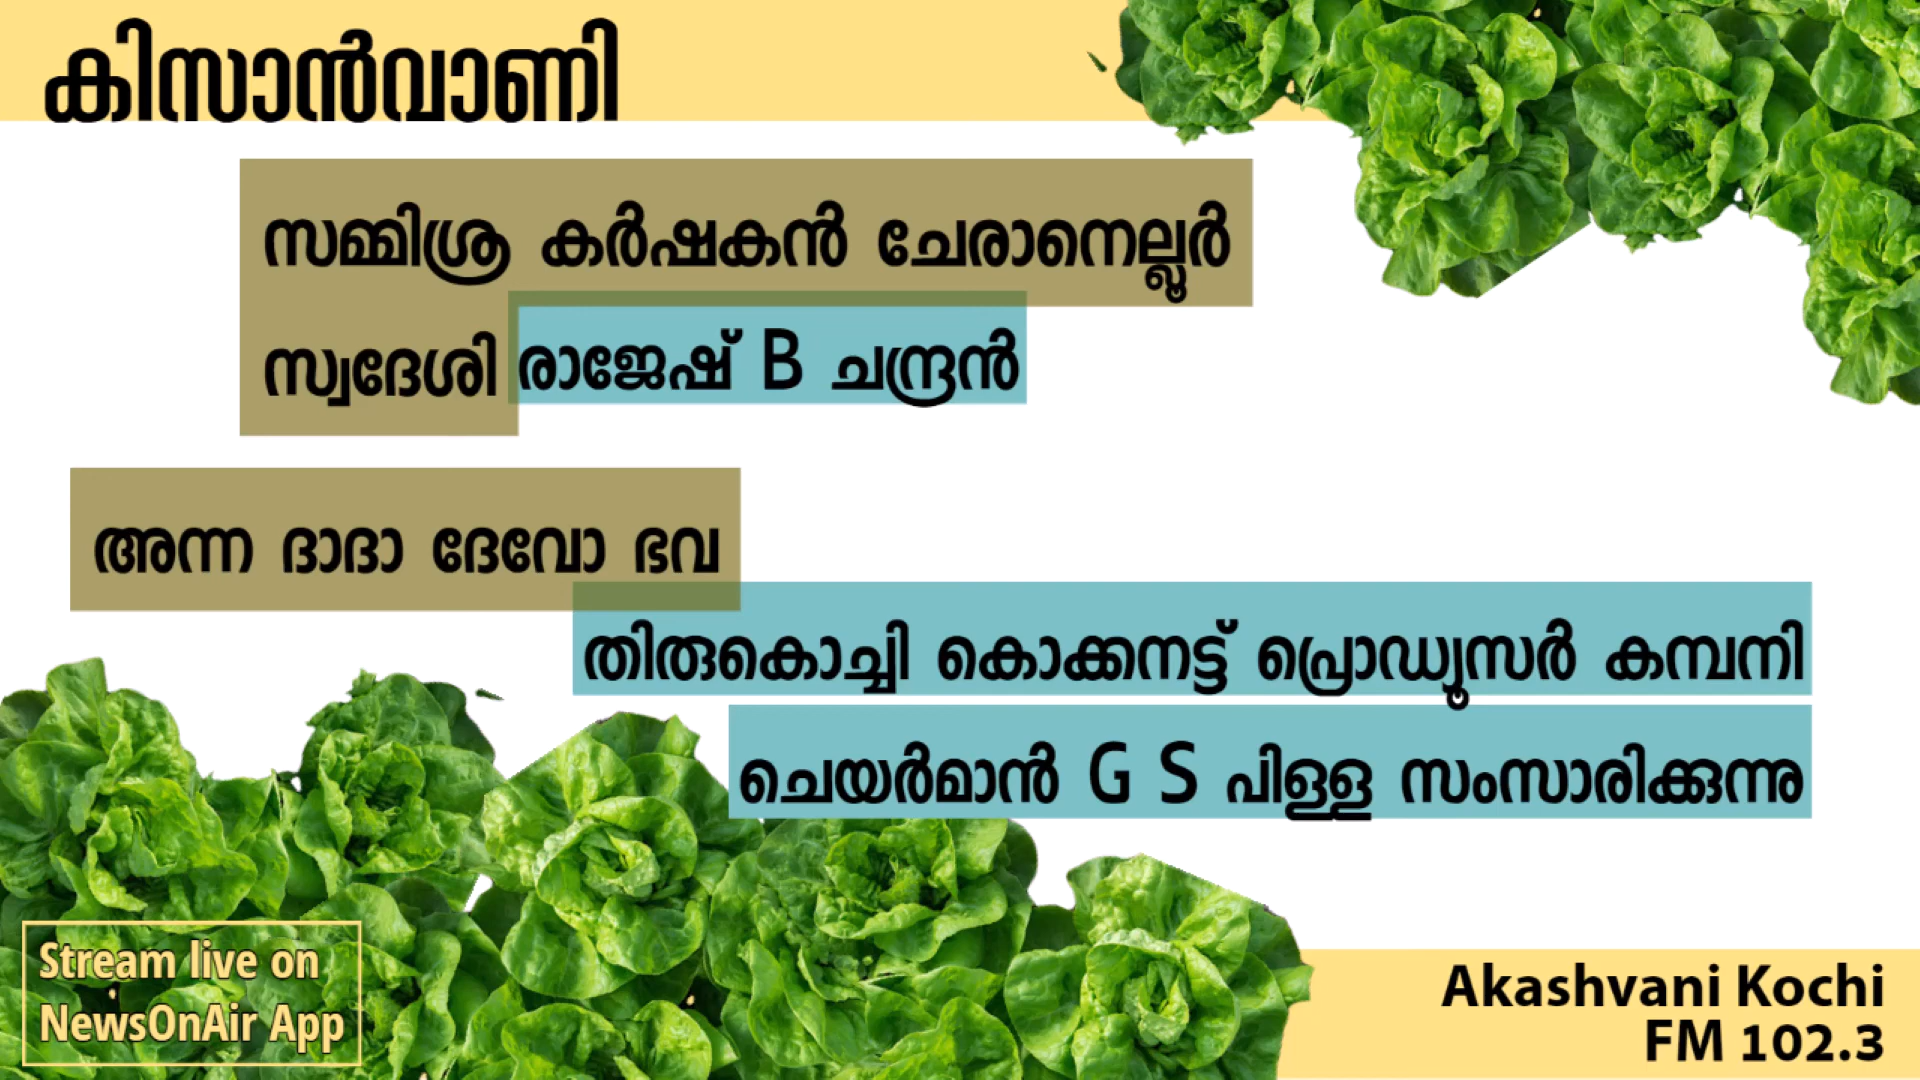 കിസാൻവാണി
സമ്മിശ്ര കർഷകൻ ചേരാനെല്ലൂർ
സ്വദേശി രാജേഷ് B ചന്ദ്രൻ
അന്ന ദാദാ ദേവോ ഭവ
തിരുകൊച്ചി കൊക്കനട്ട് പ്രൊഡ്യൂസർ കമ്പനി
ചെയർമാൻ G S പിള്ള സംസാരിക്കുന്നു
Stream live on
NewsOnAir App
Akashvani Kochi
FM 102.3